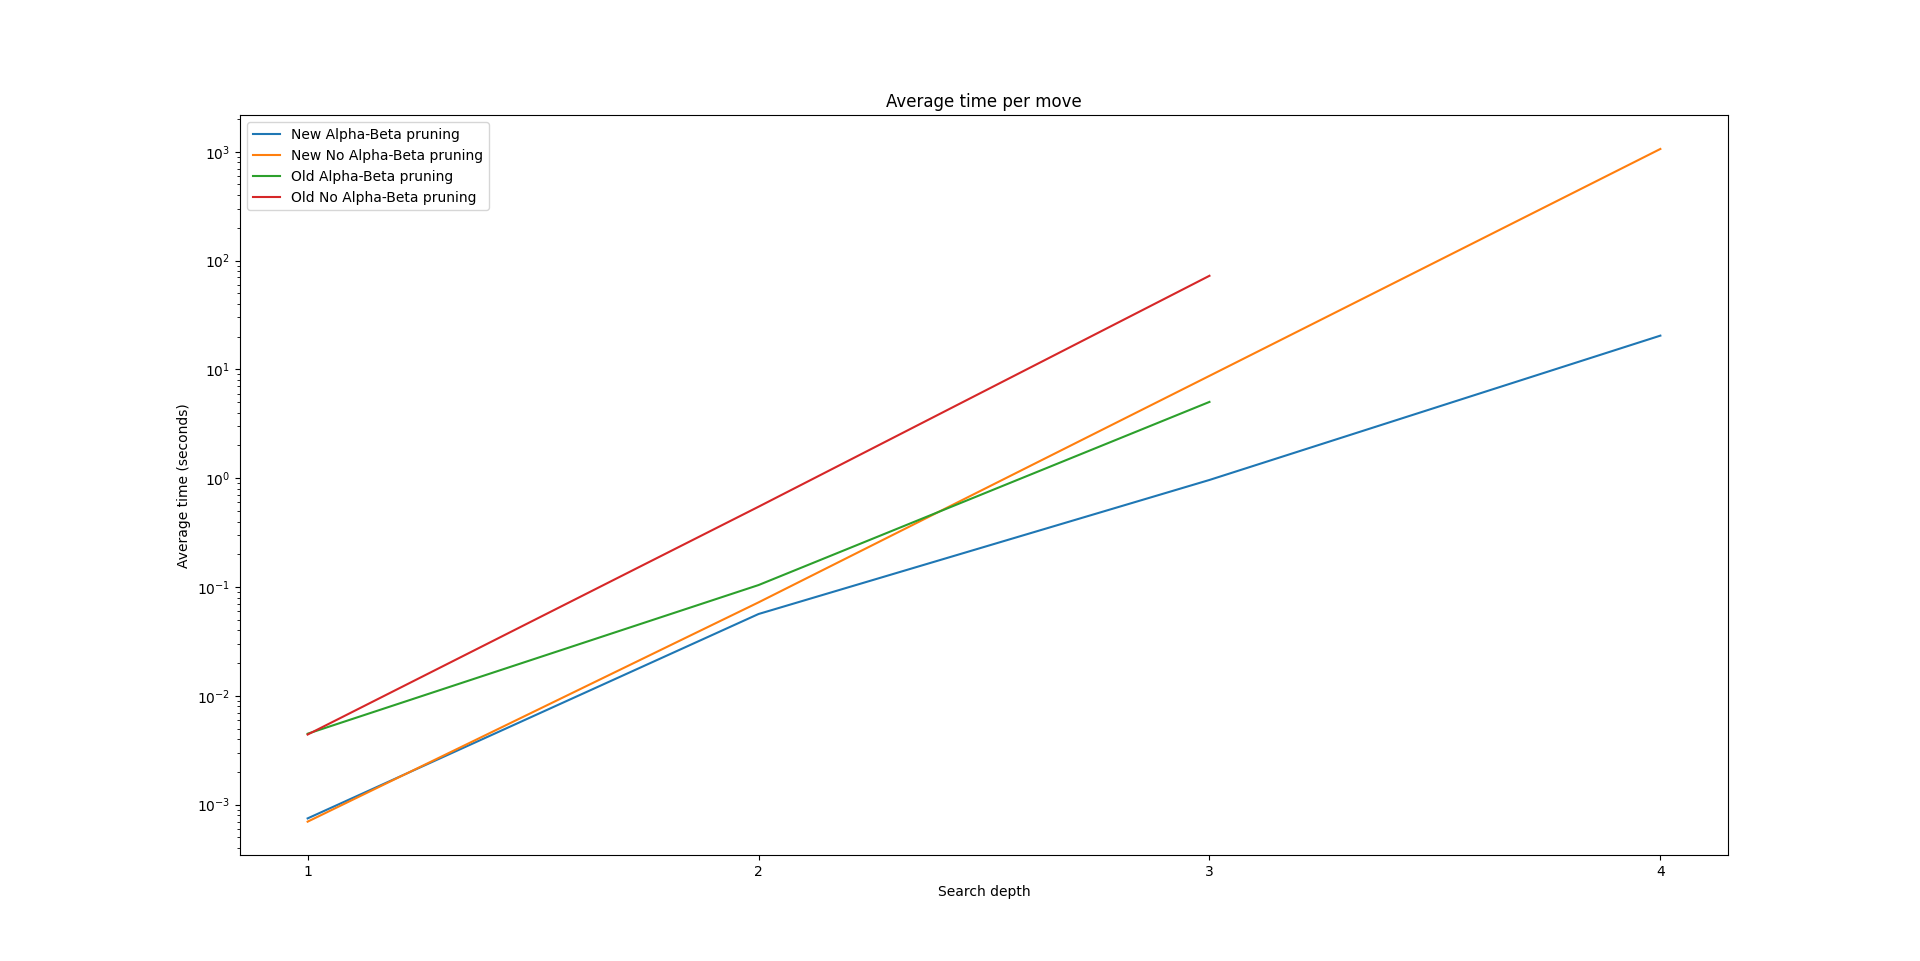 Average time per move
New Alpha-Beta pruning
New No Alpha-Beta pruning
Old Alpha-Beta pruning
Old No Alpha-Beta pruning
10³
10²
10¹
10⁰
10⁻¹
10⁻²
10⁻³
Average time (seconds)
1 2 3 4
Search depth